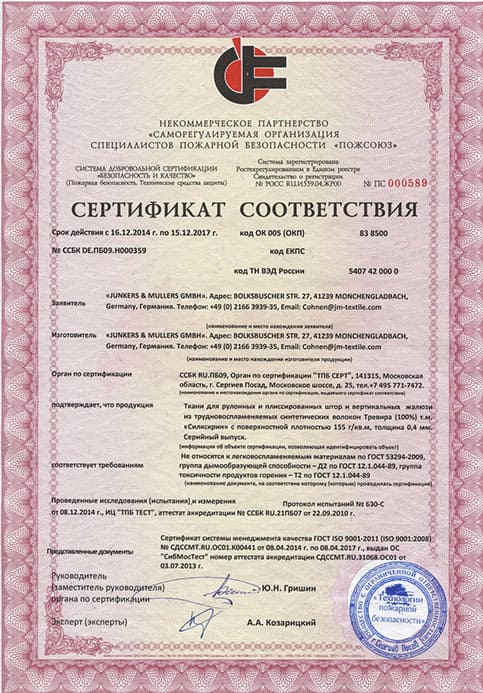 НЕКОММЕРЧЕСКОЕ ПАРТНЕРСТВО
«САМОРЕГУЛИРУЕМАЯ ОРГАНИЗАЦИЯ
СПЕЦИАЛИСТОВ ПОЖАРНОЙ БЕЗОПАСНОСТИ «ПОЖСОЮЗ»
СИСТЕМА ДОБРОВОЛЬНОЙ СЕРТИФИКАЦИИ
«БЕЗОПАСНОСТЬ И КАЧЕСТВО»
(Пожарная безопасность. Технические средства защиты)
Система зарегистрирована
Ростехрегулированием в Едином реестре
Свидетельство о регистрации
№ РОСС RU.И1559.04.ЖР00
№ ПС 000589
СЕРТИФИКАТ СООТВЕТСТВИЯ
Срок действия с 16.12.2014 г. по 15.12.2017 г. код ОК 005 (ОКП) 83 8500
№ ССБК DE.ПБ09.Н000359 код ЕКПС
код ТН ВЭД России 5407 42 000 0
Заявитель
«JUNKERS & MULLERS GMBH». Адрес: BOLKSBUSCHER STR. 27, 41239 MONCHENGLADBACH,
Germany, Германия. Телефон: +49 (0) 2166 3939-35, Email: Cohnen@jm-textile.com
(наименование и место нахождения заявителя)
Изготовитель
«JUNKERS & MULLERS GMBH». Адрес: BOLKSBUSCHER STR. 27, 41239 MONCHENGLADBACH,
Germany, Германия. Телефон: +49 (0) 2166 3939-35, Email: Cohnen@jm-textile.com
(наименование и место нахождения изготовителя продукции)
Орган по сертификации
ССБК RU.ПБ09, Орган по сертификации "ТПБ СЕРТ", 141315, Московская
область, г. Сергиев Посад, Московское шоссе, д. 25, тел.+7 495 771-7472.
(наименование и местонахождения органа по сертификации, выдавшего сертификат соответствия)
подтверждает, что продукция
Ткани для рулонных и плиссированных штор и вертикальных жалюзи
из трудновоспламеняемых синтетических волокон Тревира (100%) т.м.
«Силкскрин» с поверхностной плотностью 155 г/кв.м, толщина 0,4 мм.
Серийный выпуск.
(информация об объекте сертификации, позволяющая идентифицировать объект)
соответствует требованиям
Не относятся к легковоспламеняемым материалам по ГОСТ 53294-2009,
группа дымообразующей способности – Д2 по ГОСТ 12.1.044-89, группа
токсичности продуктов горения – Т2 по ГОСТ 12.1.044-89
(наименование документа, на соответствие которому (которым) проводилась сертификация)
Проведенные исследования (испытания) и измерения Протокол испытаний № 630-С
от 08.12.2014 г., ИЦ "ТПБ ТЕСТ", аттестат аккредитации № ССБК RU.21ПБ07 от 22.09.2010 г.
Представленные документы
Сертификат системы менеджмента качества ГОСТ ISO 9001-2011 (ISO 9001:2008)
№ СДССМТ.RU.ОС01.К00441 от 08.04.2014 г. по 08.04.2017 г., выдан ОС
"СибМосТест" номер аттестата аккредитации СДССМТ.RU.31068.ОС01 от
03.07.2013 г.
Руководитель
(заместитель руководителя)
органа по сертификации
Ю.Н. Гришин
Эксперт (эксперты) А.А. Козарицкий
«Технологии
пожарной
безопасности»